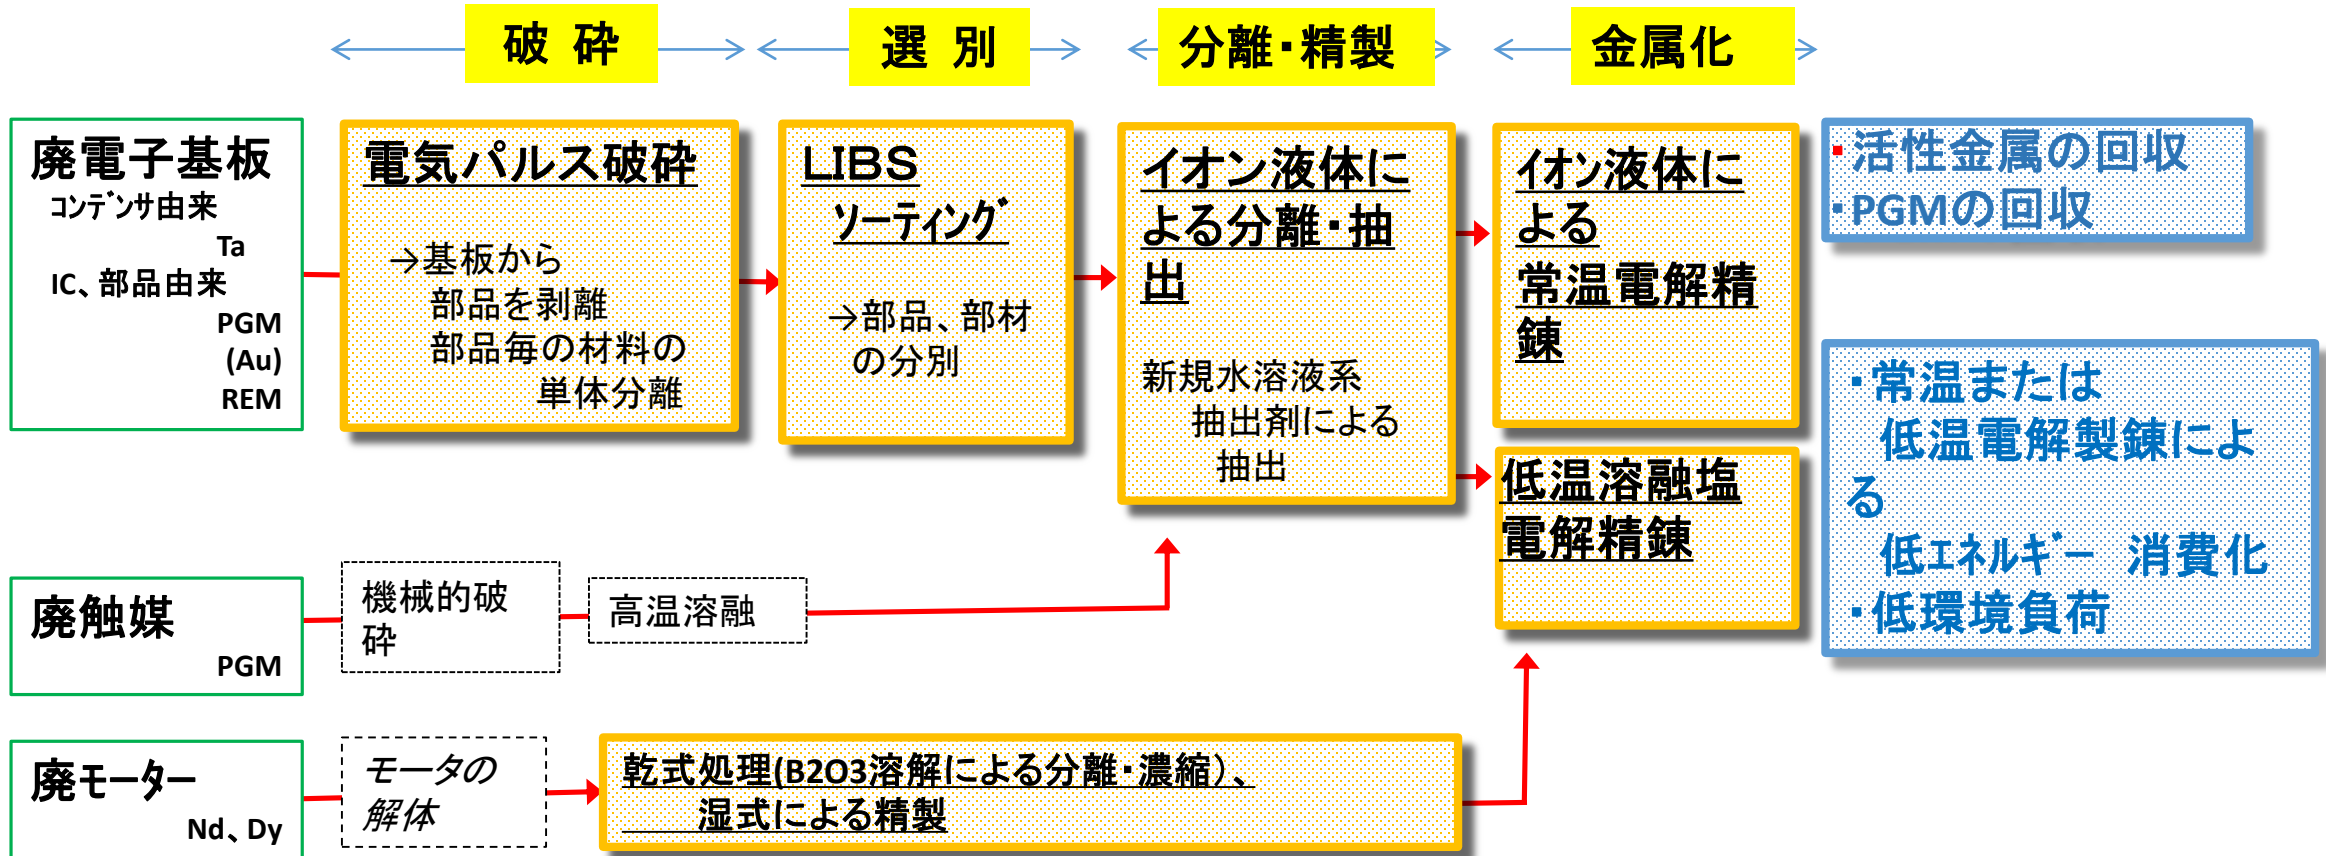 破 砕
選 別
分離・精製
金属化
廃電子基板
コンデンサ由来
Ta
IC、部品由来
PGM
(Au)
REM
電気パルス破砕
→基板から
部品を剥離
部品毎の材料の
単体分離
LIBS
ソーティング
→部品、部材
の分別
イオン液体に
よる分離・抽
出
新規水溶液系
抽出剤による
抽出
イオン液体に
よる
常温電解精
錬
低温溶融塩
電解精錬
・活性金属の回収
・PGMの回収
・常温または
低温電解製錬によ
る
低エネルギー 消費化
・低環境負荷
廃触媒
PGM
機械的破
砕
高温溶融
廃モーター
Nd、Dy
モータの
解体
乾式処理(B2O3溶解による分離・濃縮)、
湿式による精製